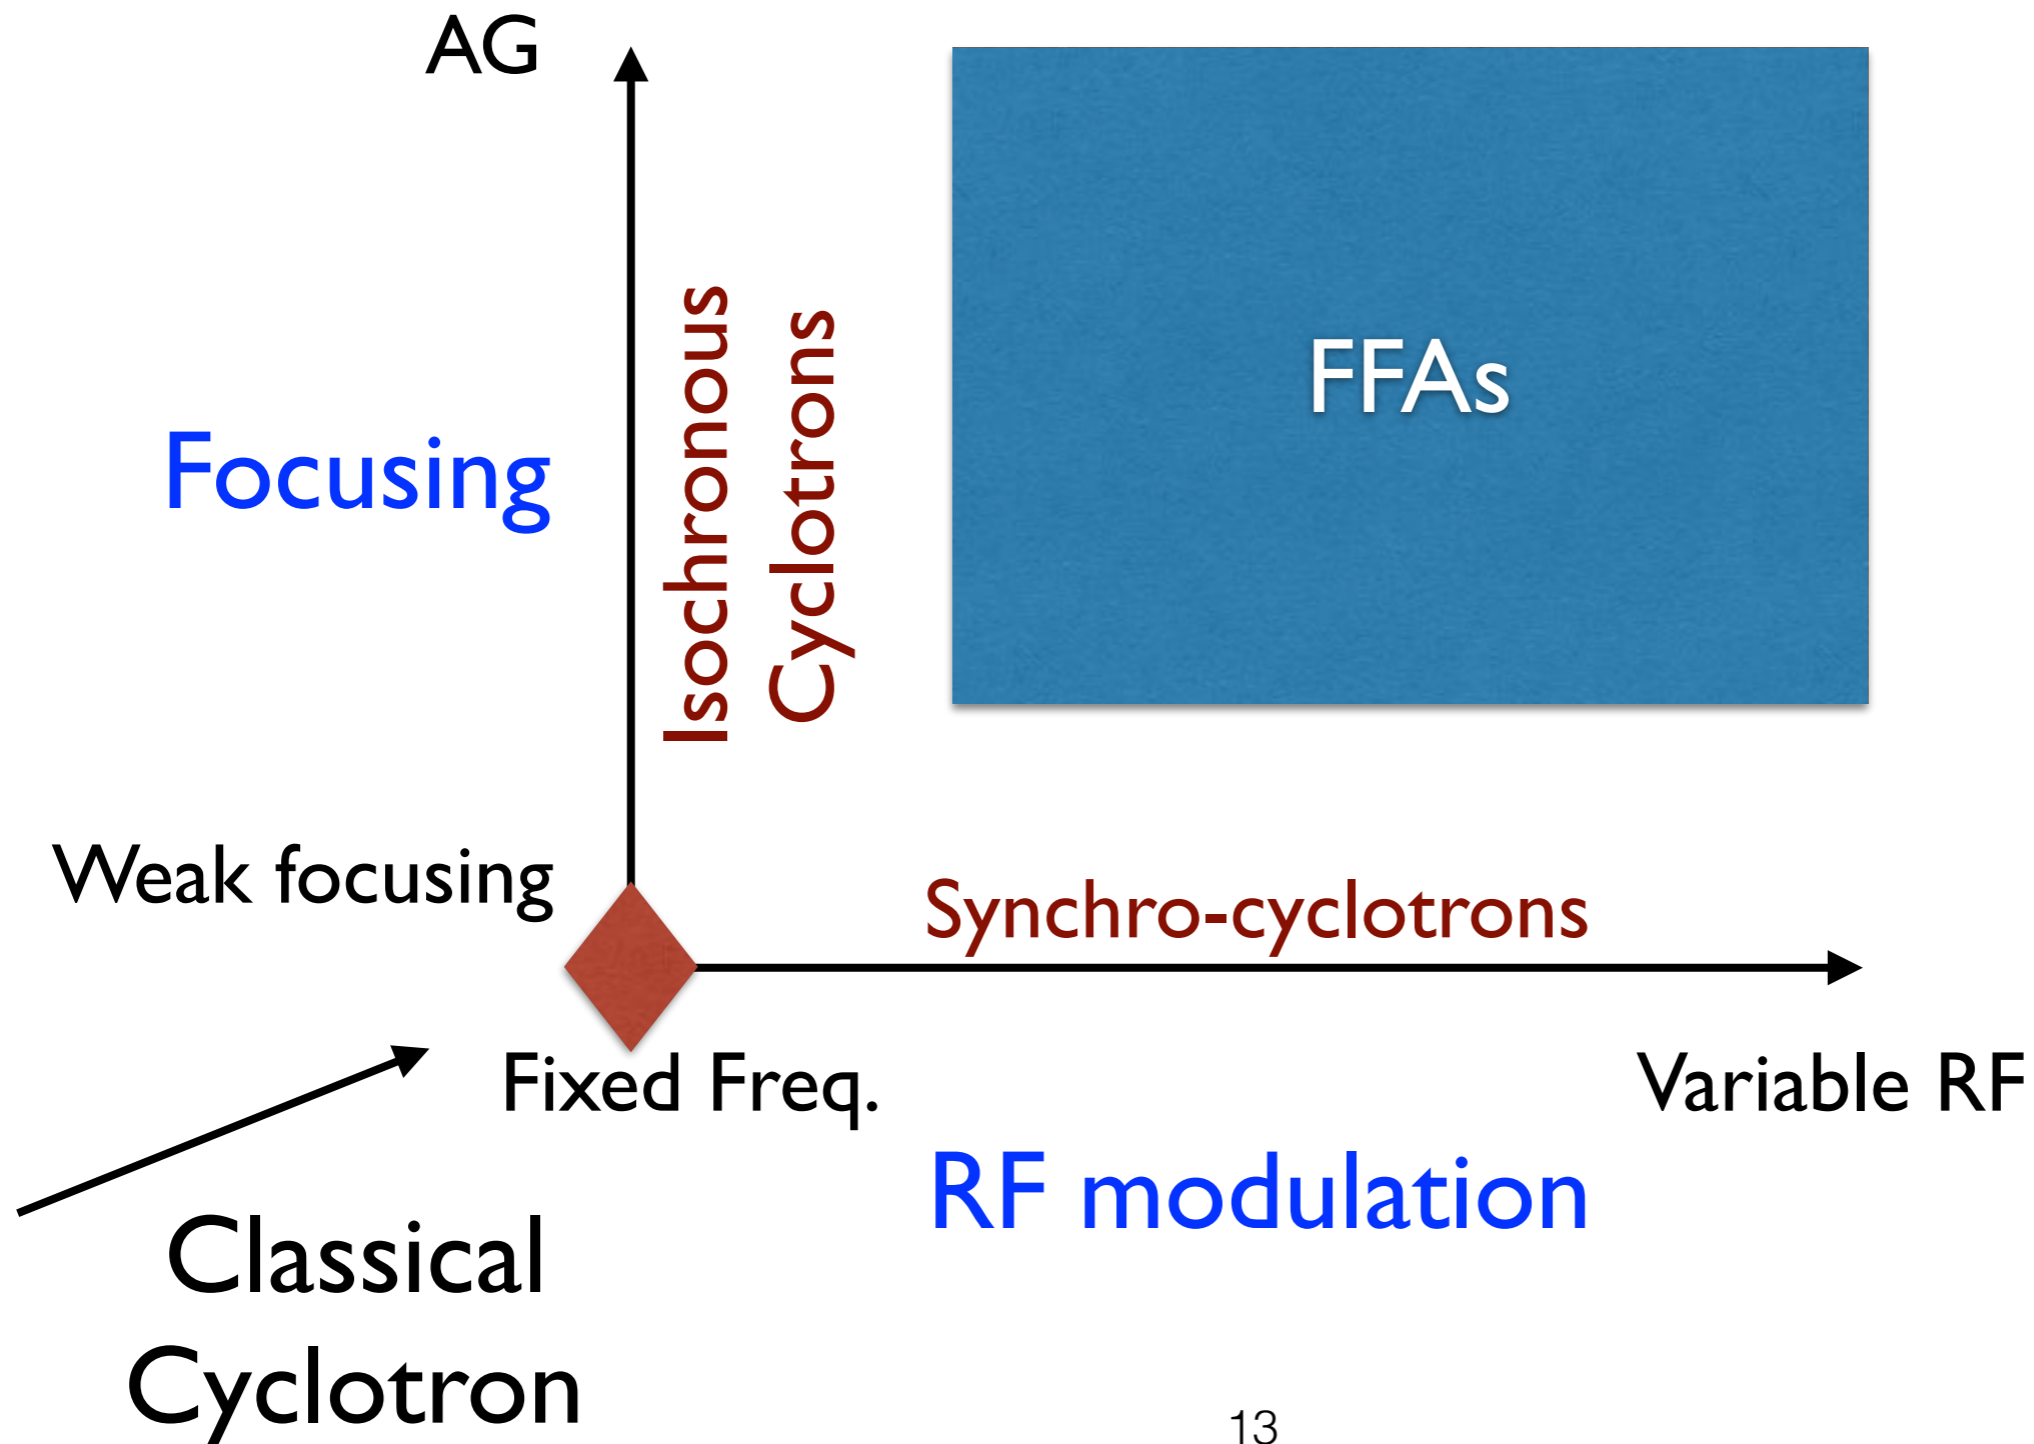 AG
Isochronous
Cyclotrons
FFAs
Focusing
Weak focusing
Synchro-cyclotrons
Fixed Freq.
Variable RF
RF modulation
Classical
Cyclotron
13